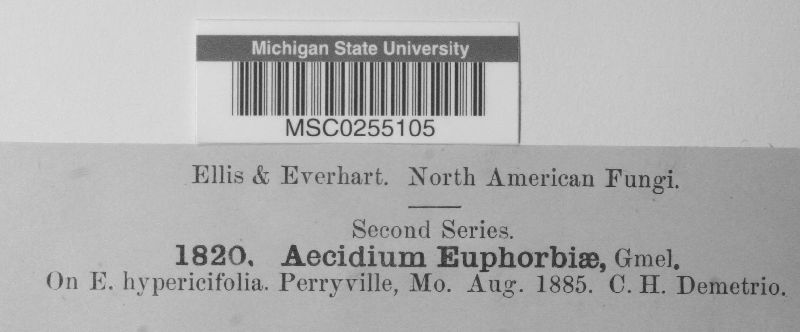 Michigan State University
MSC0255105
Ellis & Everhart. North American Fungi.
Second Series.
1820. Aecidium Euphorbiæ, Gmel.
On E. hypericifolia. Perryville, Mo. Aug. 1885. C. H. Demetrio.